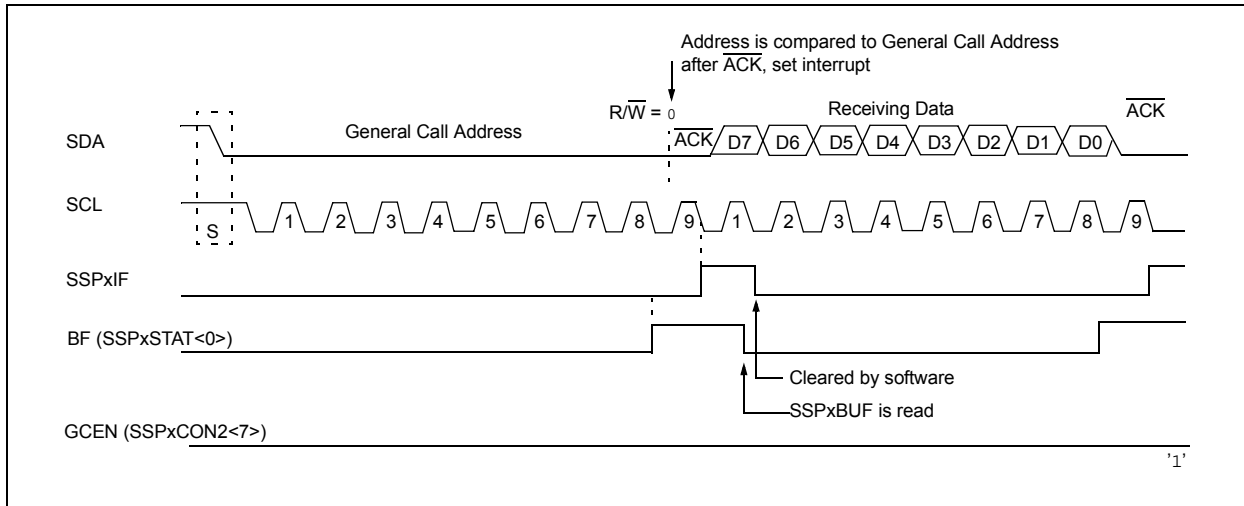 Address is compared to General Call Address
after ACK, set interrupt
R/W = 0
Receiving Data
ACK
SDA
General Call Address
ACK D7 D6 D5 D4 D3 D2 D1 D0
SCL
S
1 2 3 4 5 6 7 8 9 1 2 3 4 5 6 7 8 9
SSPxIF
BF (SSPxSTAT<0>)
Cleared by software
SSPxBUF is read
GCEN (SSPxCON2<7>)
'1'